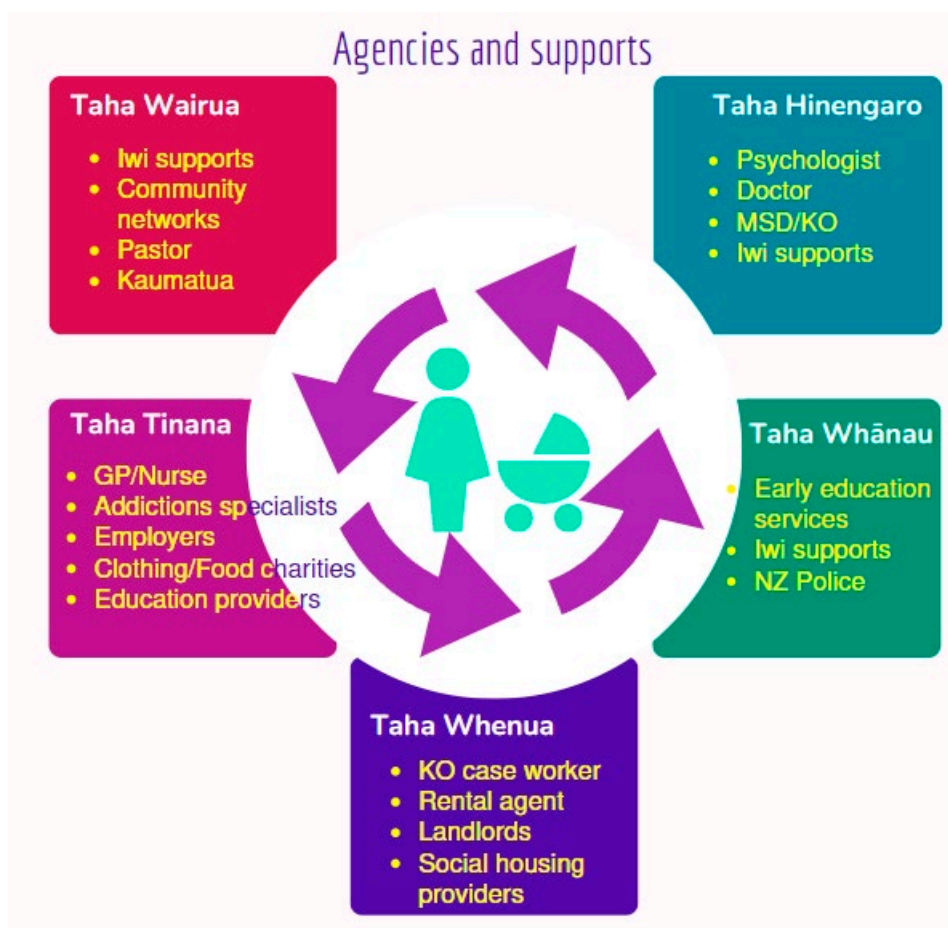 Agencies and supports
Taha Wairua
• Iwi supports
• Community
networks
• Pastor
• Kaumatua
Taha Hinengaro
• Psychologist
• Doctor
• MSD/KO
• Iwi supports
Taha Tinana
• GP/Nurse
• Addictions specialists
• Employers
• Clothing/Food charities
• Education providers
Taha Whānau
• Early education
services
• Iwi supports
• NZ Police
Taha Whenua
• KO case worker
• Rental agent
• Landlords
• Social housing
providers